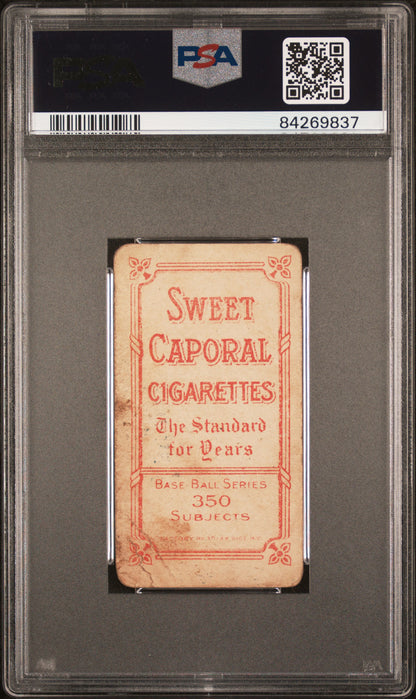 PSA
84269837
SWEET
CAPORAL
CIGARETTES
The Standard
for Years
BASE BALL SERIES
350
SUBJECTS